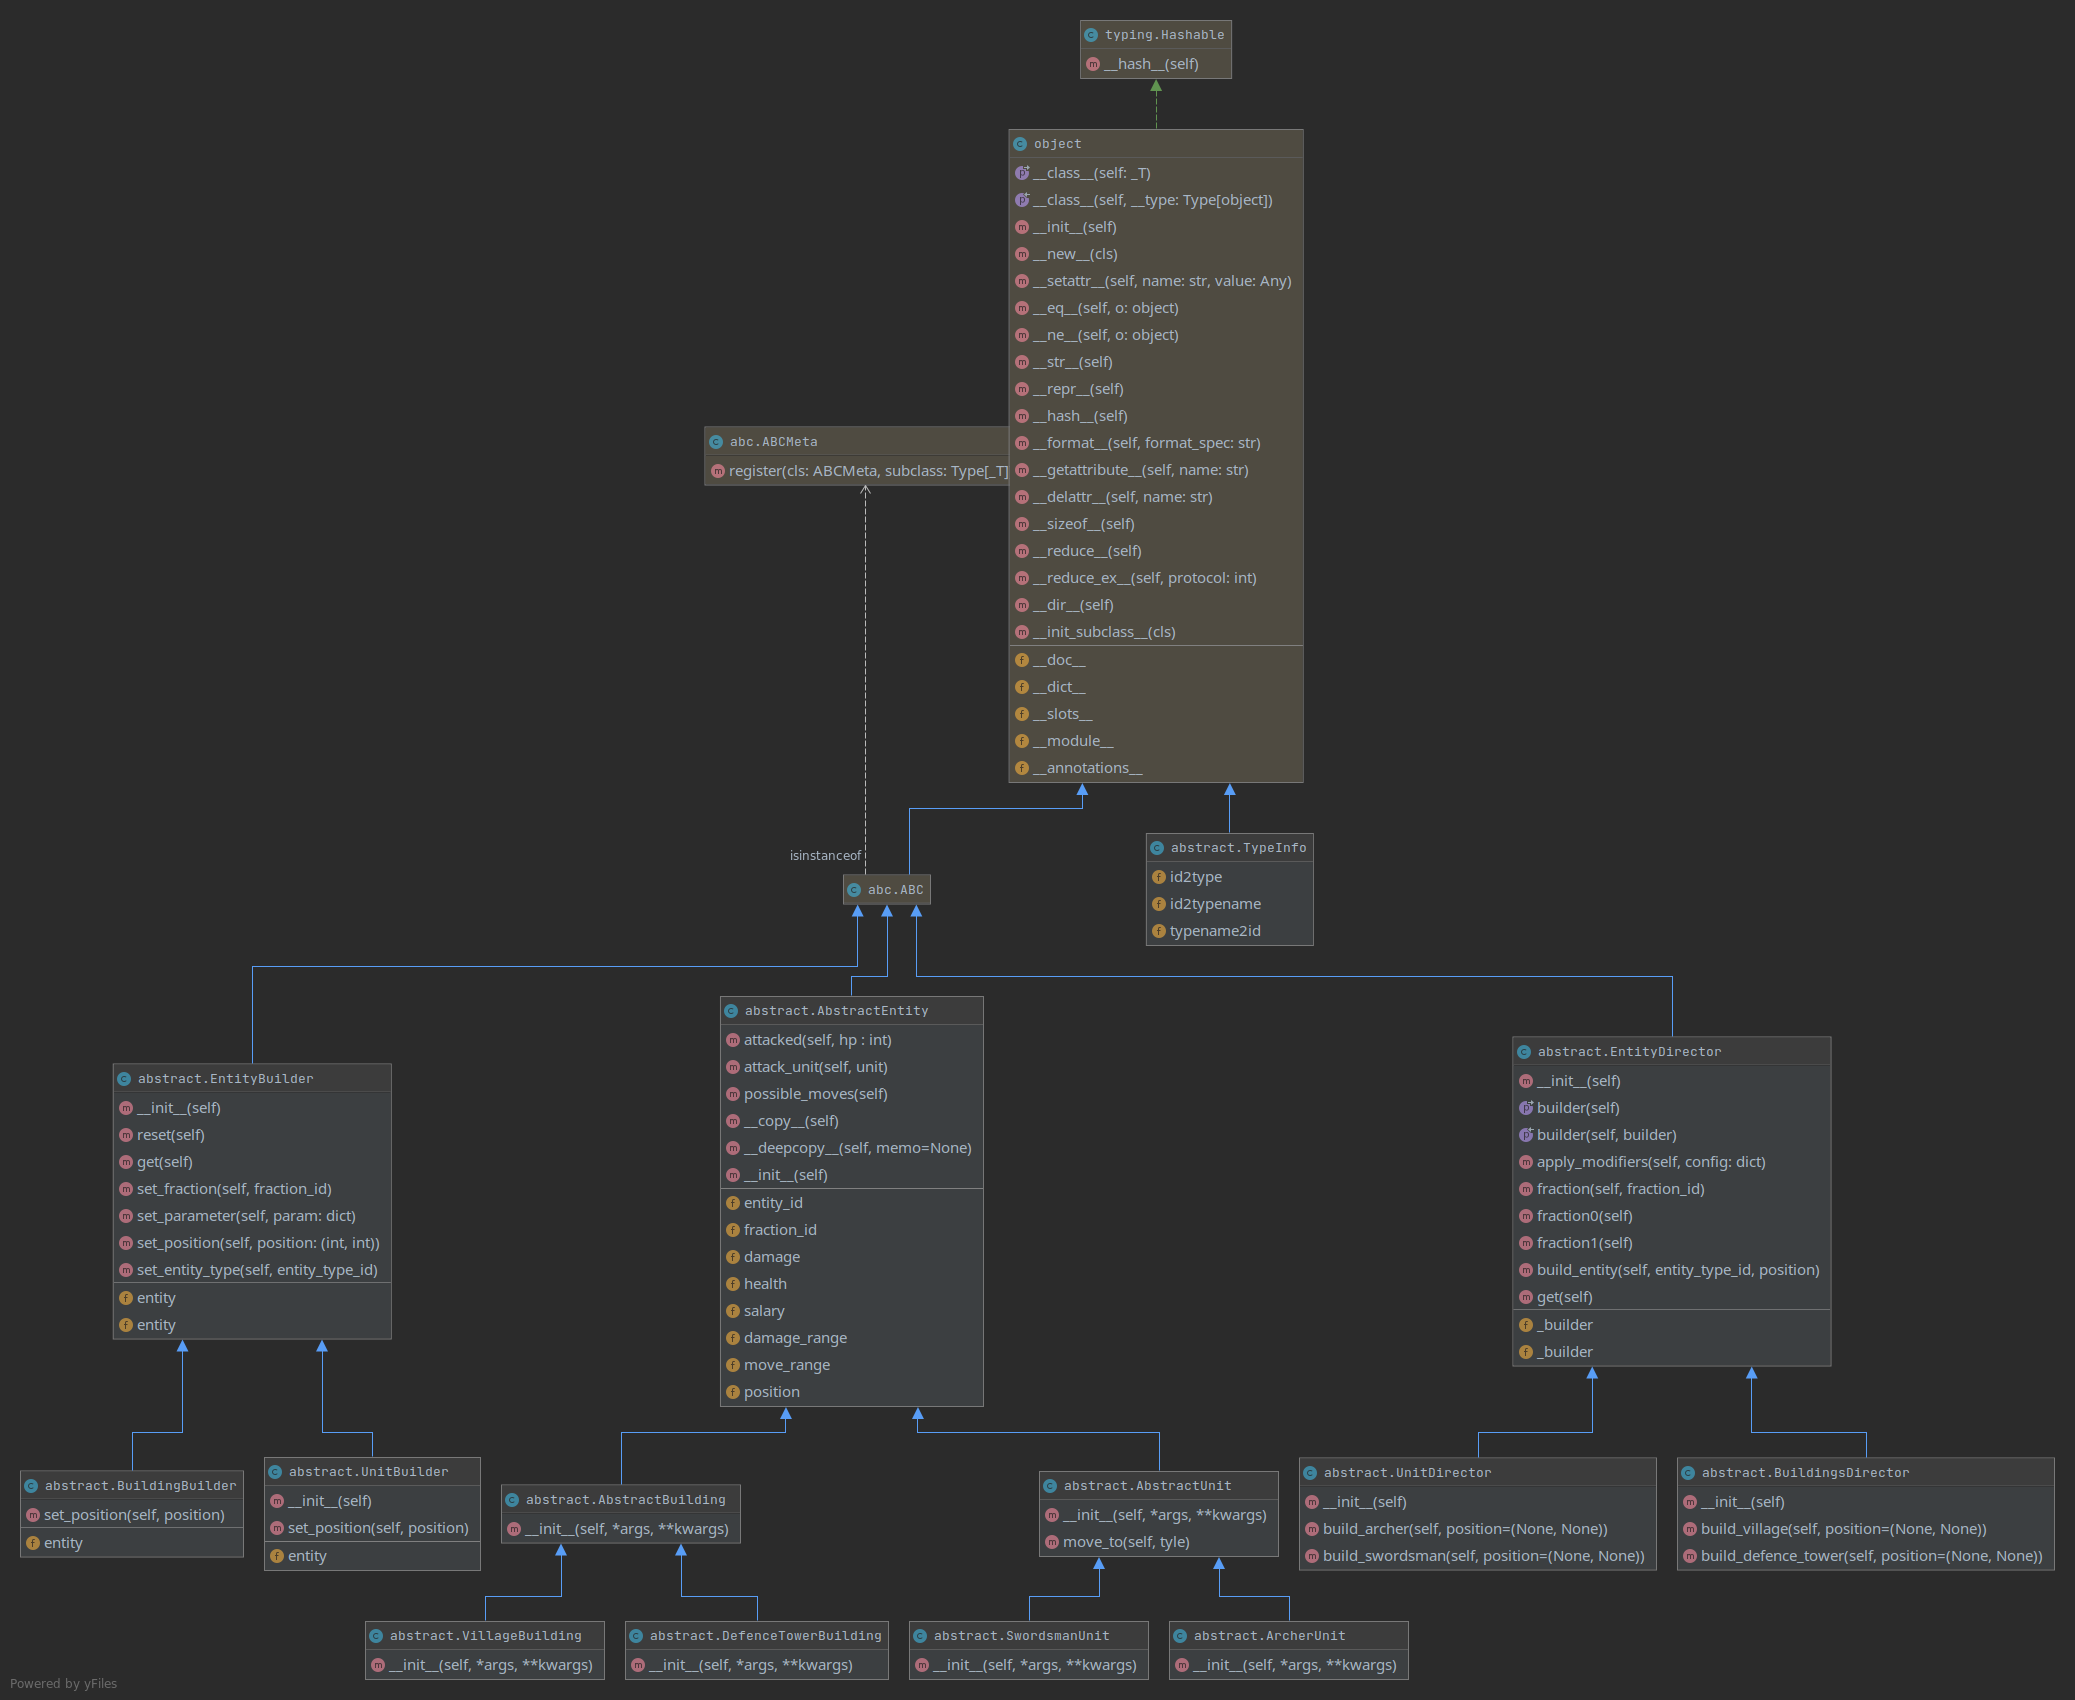 typing.Hashable
__hash__(self)
object
__class__(self: _T)
__class__(self, __type: Type[object])
__init__(self)
__new__(cls)
__setattr__(self, name: str, value: Any)
__eq__(self, o: object)
__ne__(self, o: object)
__str__(self)
__repr__(self)
__hash__(self)
__format__(self, format_spec: str)
__getattribute__(self, name: str)
__delattr__(self, name: str)
__sizeof__(self)
__reduce__(self)
__reduce_ex__(self, protocol: int)
__dir__(self)
__init_subclass__(cls)
__doc__
__dict__
__slots__
__module__
__annotations__
abc.ABCMeta
register(cls: ABCMeta, subclass: Type[_T]
isinstanceof
abc.ABC
abstract.TypeInfo
id2type
id2typename
typename2id
abstract.EntityBuilder
__init__(self)
reset(self)
get(self)
set_fraction(self, fraction_id)
set_parameter(self, param: dict)
set_position(self, position: (int, int))
set_entity_type(self, entity_type_id)
entity
entity
abstract.AbstractEntity
attacked(self, hp : int)
attack_unit(self, unit)
possible_moves(self)
__copy__(self)
__deepcopy__(self, memo=None)
__init__(self)
entity_id
fraction_id
damage
health
salary
damage_range
move_range
position
abstract.EntityDirector
__init__(self)
builder(self)
builder(self, builder)
apply_modifiers(self, config: dict)
fraction(self, fraction_id)
fraction0(self)
fraction1(self)
build_entity(self, entity_type_id, position)
get(self)
_builder
_builder
abstract.BuildingBuilder
set_position(self, position)
entity
abstract.UnitBuilder
__init__(self)
set_position(self, position)
entity
abstract.AbstractBuilding
__init__(self, *args, **kwargs)
abstract.AbstractUnit
__init__(self, *args, **kwargs)
move_to(self, tyle)
abstract.UnitDirector
__init__(self)
build_archer(self, position=(None, None))
build_swordsman(self, position=(None, None))
abstract.BuildingsDirector
__init__(self)
build_village(self, position=(None, None))
build_defence_tower(self, position=(None, None))
abstract.VillageBuilding
__init__(self, *args, **kwargs)
abstract.DefenceTowerBuilding
__init__(self, *args, **kwargs)
abstract.SwordsmanUnit
__init__(self, *args, **kwargs)
abstract.ArcherUnit
__init__(self, *args, **kwargs)
Powered by yFiles